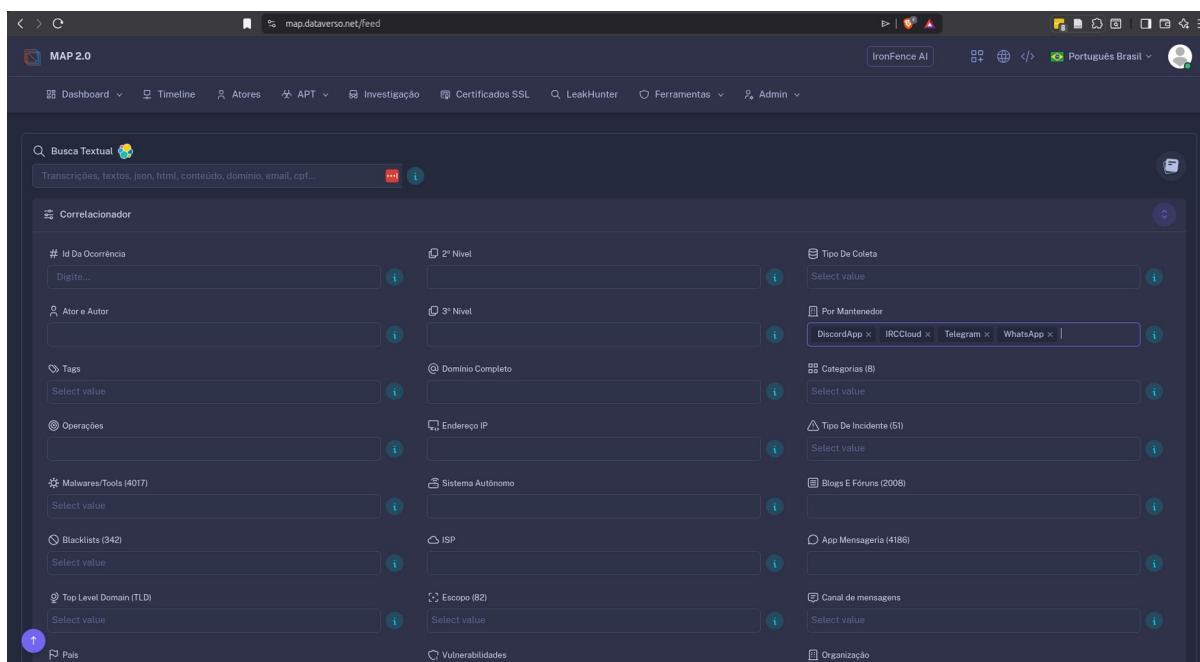 map.dataverso.net/feed
MAP 2.0
IronFence AI
Português Brasil
Dashboard
Timeline
Atores
APT
Investigação
Certificados SSL
LeakHunter
Ferramentas
Admin
Busca Textual
Transcrições, textos, json, html, conteúdo, domínio, email, cpf...
Correlacionador
Id Da Ocorrência
2º Nível
Tipo De Coleta
Digite...
Select value
Ator e Autor
3º Nível
Por Mantenedor
DiscordApp × IRCCloud × Telegram × WhatsApp ×
Tags
Domínio Completo
Categorias (8)
Select value
Select value
Operações
Endereço IP
Tipo De Incidente (51)
Select value
Malwares/Tools (4017)
Sistema Autônomo
Blogs E Fóruns (2008)
Select value
Blacklists (342)
ISP
App Mensageria (4186)
Select value
Top Level Domain (TLD)
Escopo (82)
Canal de mensagens
Select value
Select value
Select value
País
Vulnerabilidades
Organização